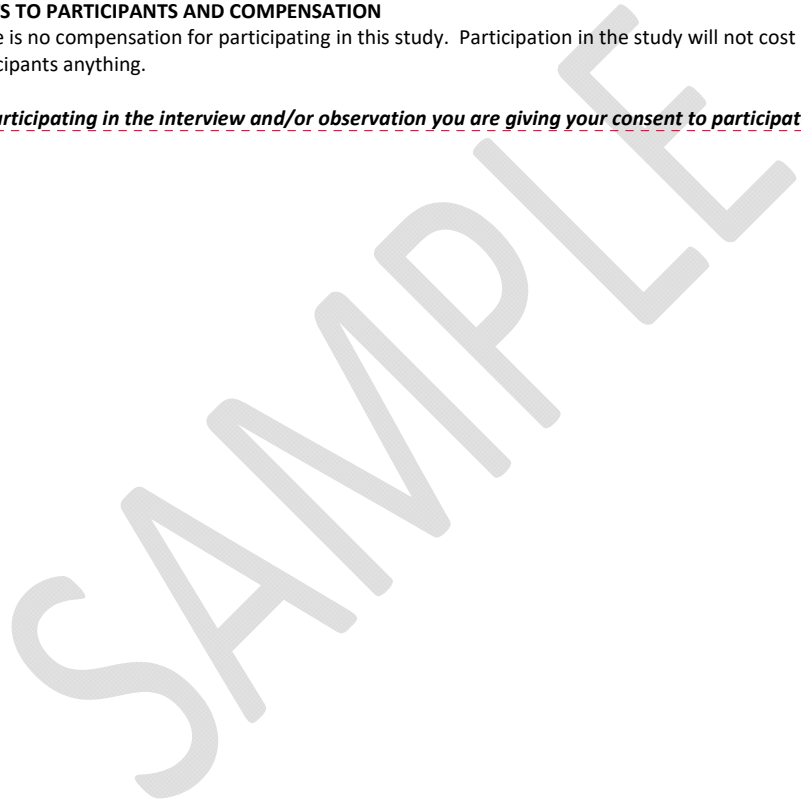 S TO PARTICIPANTS AND COMPENSATION
e is no compensation for participating in this study.  Participation in the study will not cost
cipants anything.
articipating in the interview and/or observation you are giving your consent to participat
SAMPLE